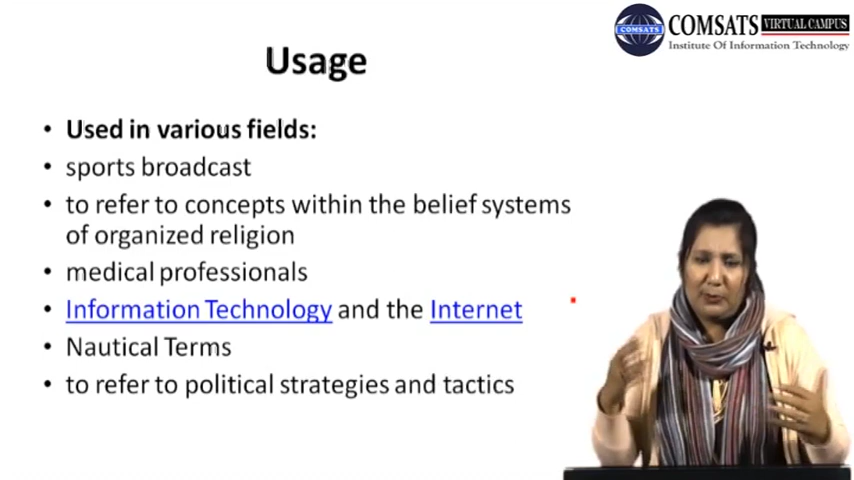 COMSATS VIRTUAL CAMPUS
COMSATS
Institute Of Information Technology
Usage
• Used in various fields:
• sports broadcast
• to refer to concepts within the belief systems
of organized religion
• medical professionals
• Information Technology and the Internet
• Nautical Terms
• to refer to political strategies and tactics